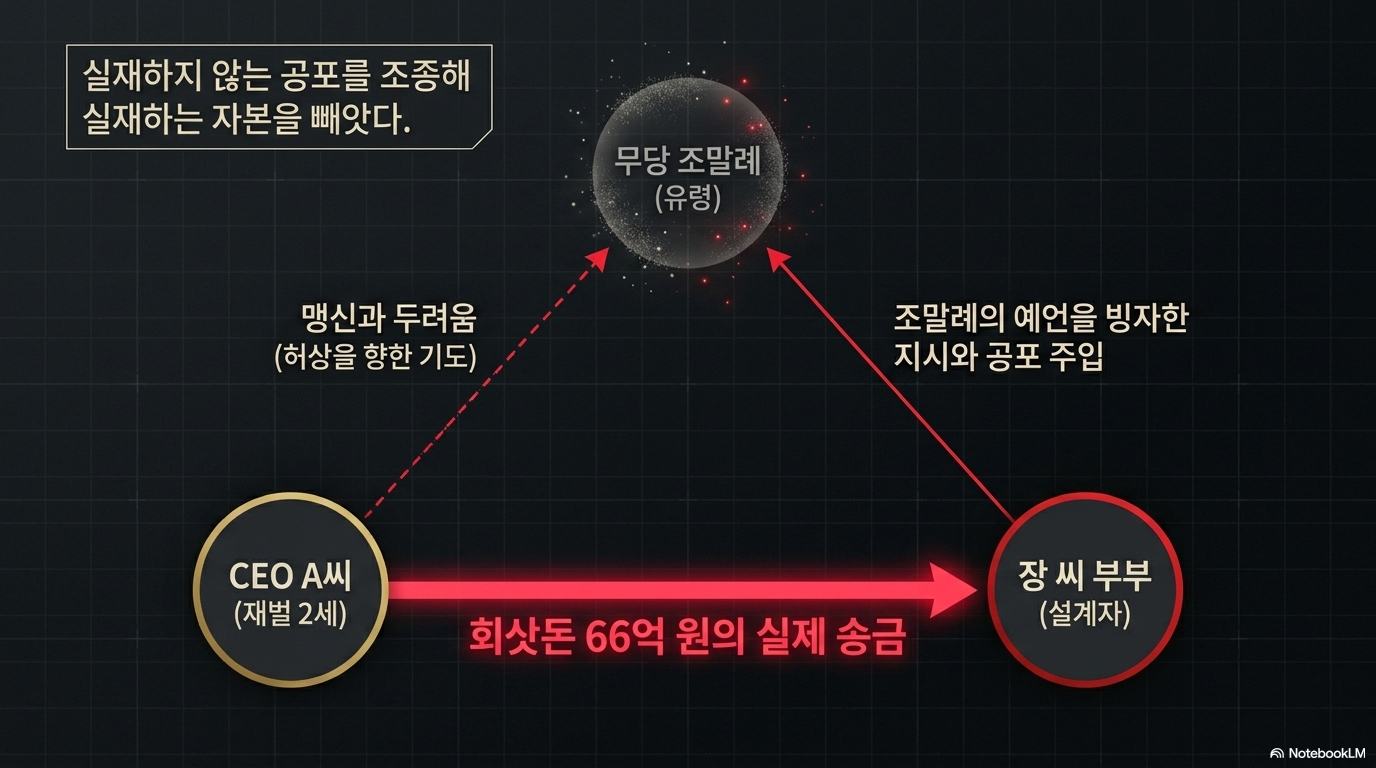 실재하지 않는 공포를 조종해
실재하는 자본을 빼앗다.
무당 조말례
(유령)
맹신과 두려움
(허상을 향한 기도)
조말례의 예언을 빙자한
지시와 공포 주입
CEO A씨
(재벌 2세)
장 씨 부부
(설계자)
회삿돈 66억 원의 실제 송금
NotebookLM